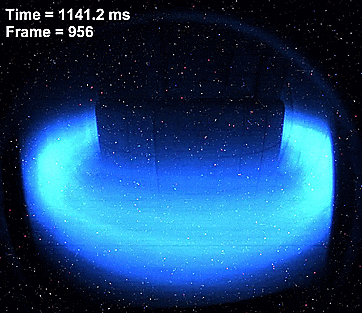 Time = 1141.2 ms
Frame = 956